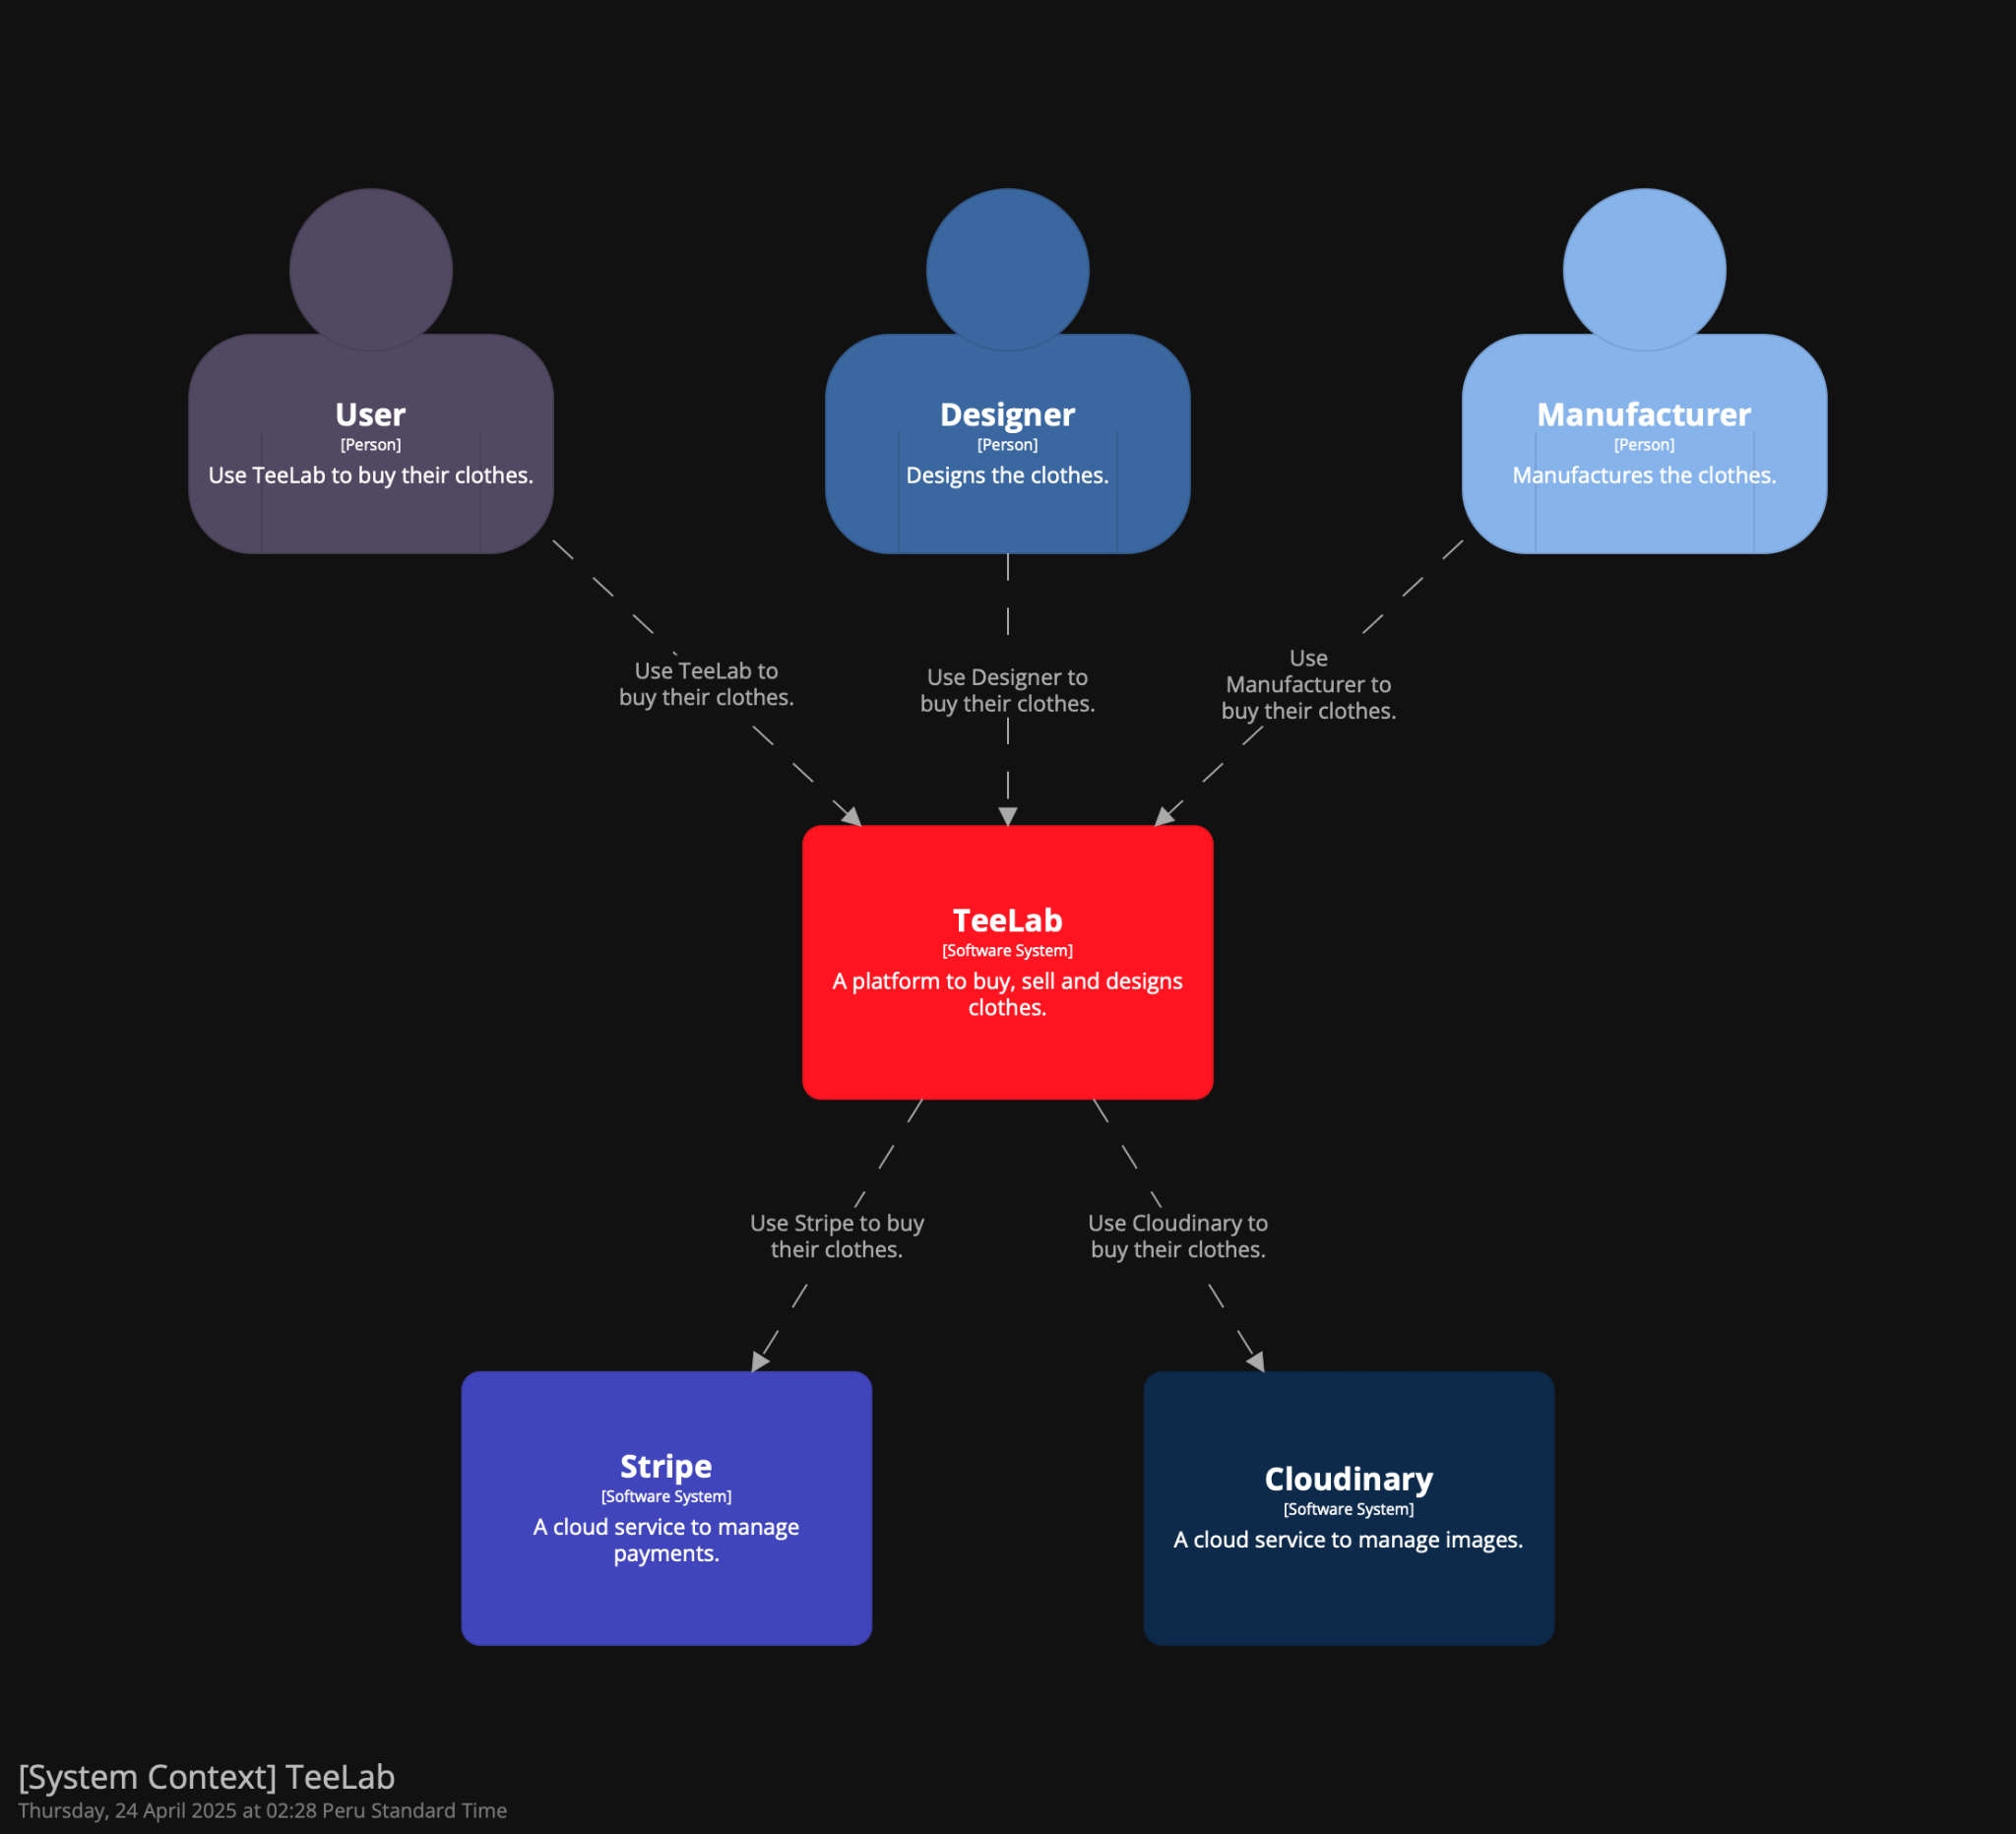 User
[Person]
Use TeeLab to buy their clothes.
Designer
[Person]
Designs the clothes.
Manufacturer
[Person]
Manufactures the clothes.
Use TeeLab to
buy their clothes.
Use Designer to
buy their clothes.
Use
Manufacturer to
buy their clothes.
TeeLab
[Software System]
A platform to buy, sell and designs
clothes.
Use Stripe to buy
their clothes.
Use Cloudinary to
buy their clothes.
Stripe
[Software System]
A cloud service to manage
payments.
Cloudinary
[Software System]
A cloud service to manage images.
[System Context] TeeLab
Thursday, 24 April 2025 at 02:28 Peru Standard Time